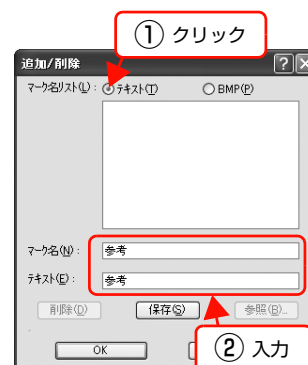 ① クリック
追加/削除
マーク名リスト(L): テキスト(T) BMP(P)
マーク名(N): 参考
テキスト(E): 参考
削除(D) 保存(S) 参照(B)...
OK
② 入力